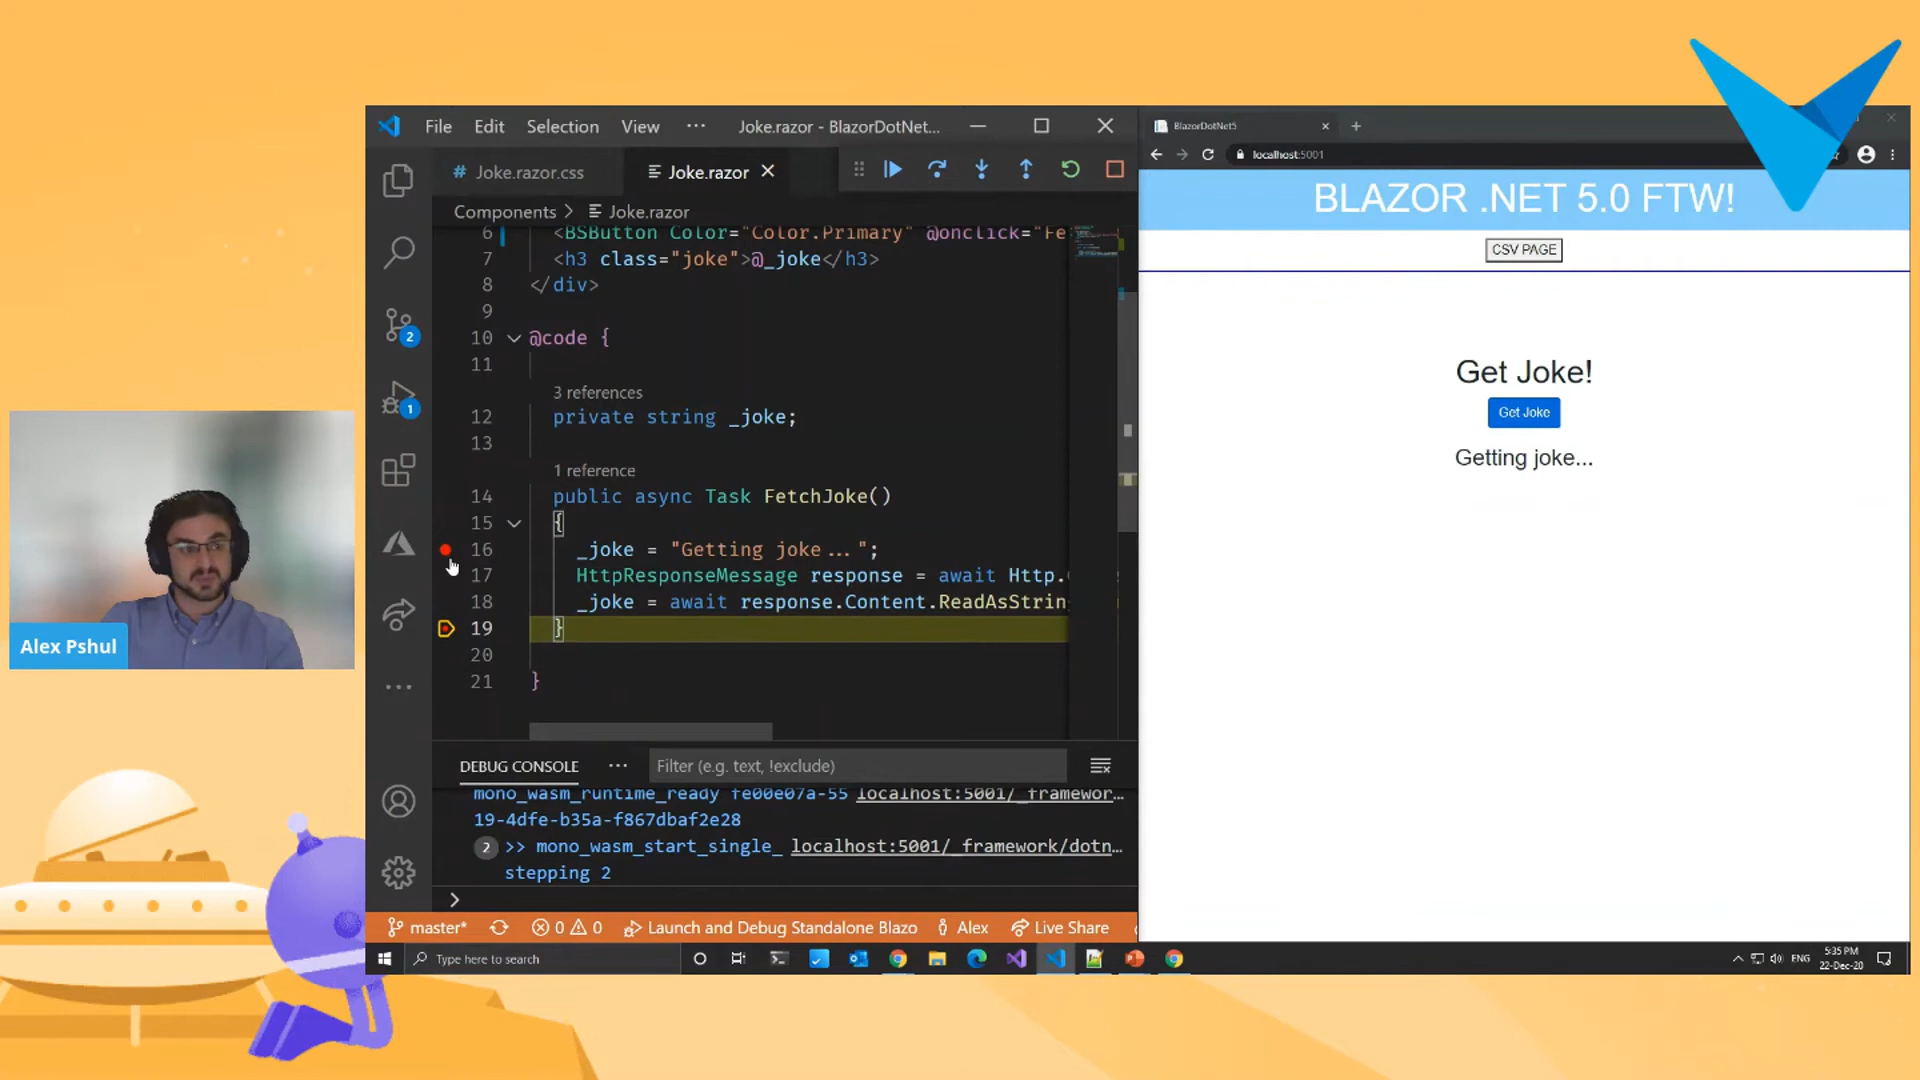 File Edit Selection View ··· Joke.razor - BlazorDotNet...
# Joke.razor.css
Joke.razor
Components > Joke.razor
6 <BSButton Color="Color.Primary" @onclick="Fe
7 <h3 class="joke">@_joke</h3>
8 </div>
9
10 @code {
11
3 references
12 private string _joke;
13
1 reference
14 public async Task FetchJoke()
15 {
16 _joke = "Getting joke...";
17 HttpResponseMessage response = await Http.
18 _joke = await response.Content.ReadAsStrin
19 }
20
21 }
2
1
DEBUG CONSOLE ··· Filter (e.g. text, !exclude)
mono_wasm_runtime_ready fe00e07a-55 localhost:5001/_framewor…
19-4dfe-b35a-f867dbaf2e28
2 >> mono_wasm_start_single_ localhost:5001/_framework/dotn…
stepping 2
>
master* 0 0 Launch and Debug Standalone Blazo Alex Live Share
Type here to search
ENG
5:35 PM
22-Dec-20
BlazorDotNet5
localhost:5001
BLAZOR .NET 5.0 FTW!
CSV PAGE
Get Joke!
Get Joke
Getting joke...
Alex Pshul